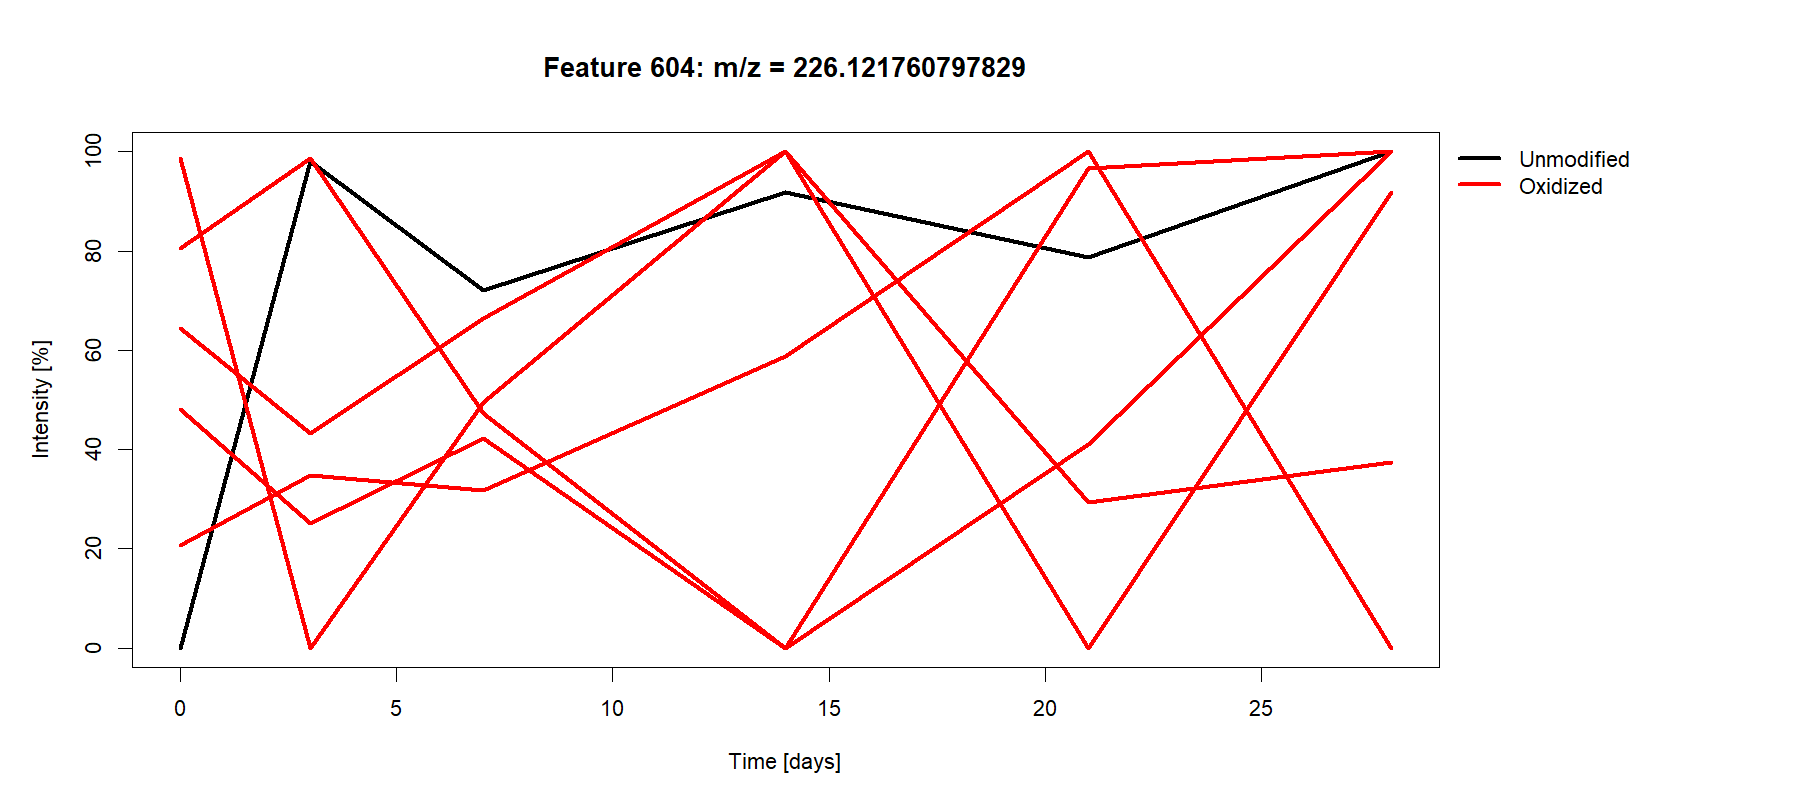 Feature 604: m/z = 226.121760797829
Unmodified
Oxidized
Intensity [%]
100
80
60
40
20
0
0 5 10 15 20 25
Time [days]